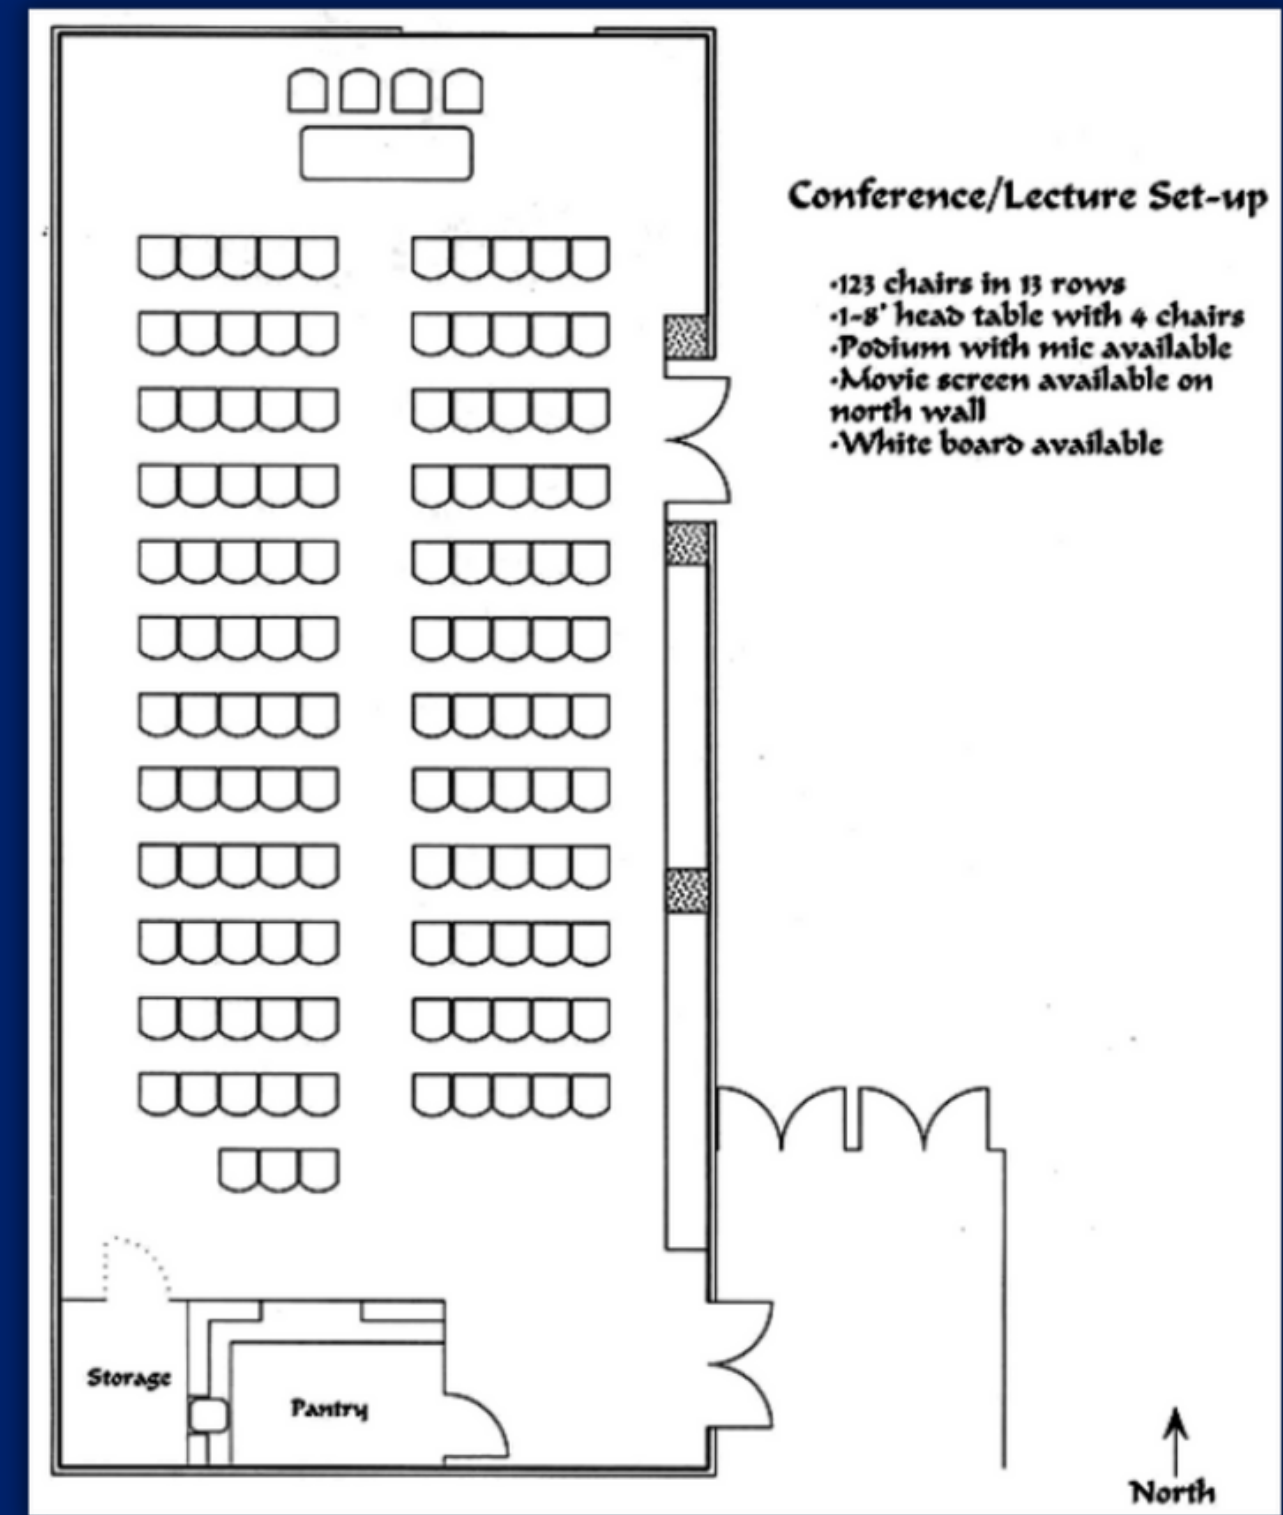 Conference/Lecture Set-up
•123 chairs in 13 rows
•1-8' head table with 4 chairs
•Podium with mic available
•Movie screen available on
north wall
•White board available
Storage
Pantry
North